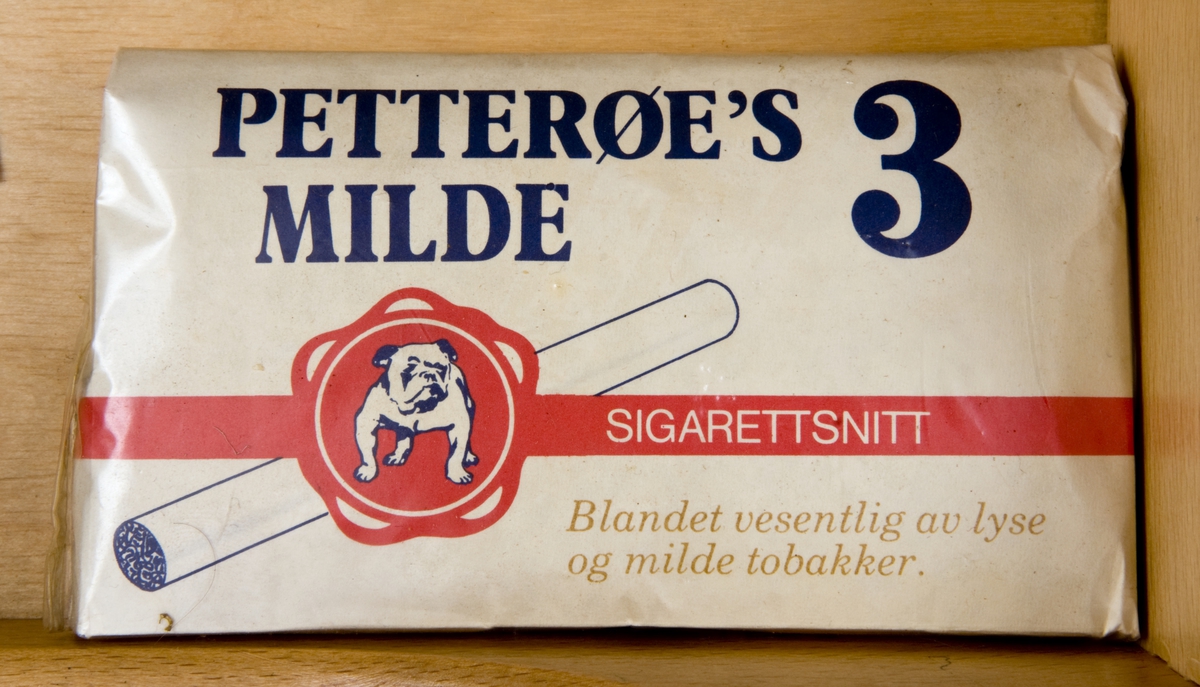 PETTERØE'S 3
MILDE
SIGARETTSNITT
Blandet vesentlig av lyse
og milde tobakker.